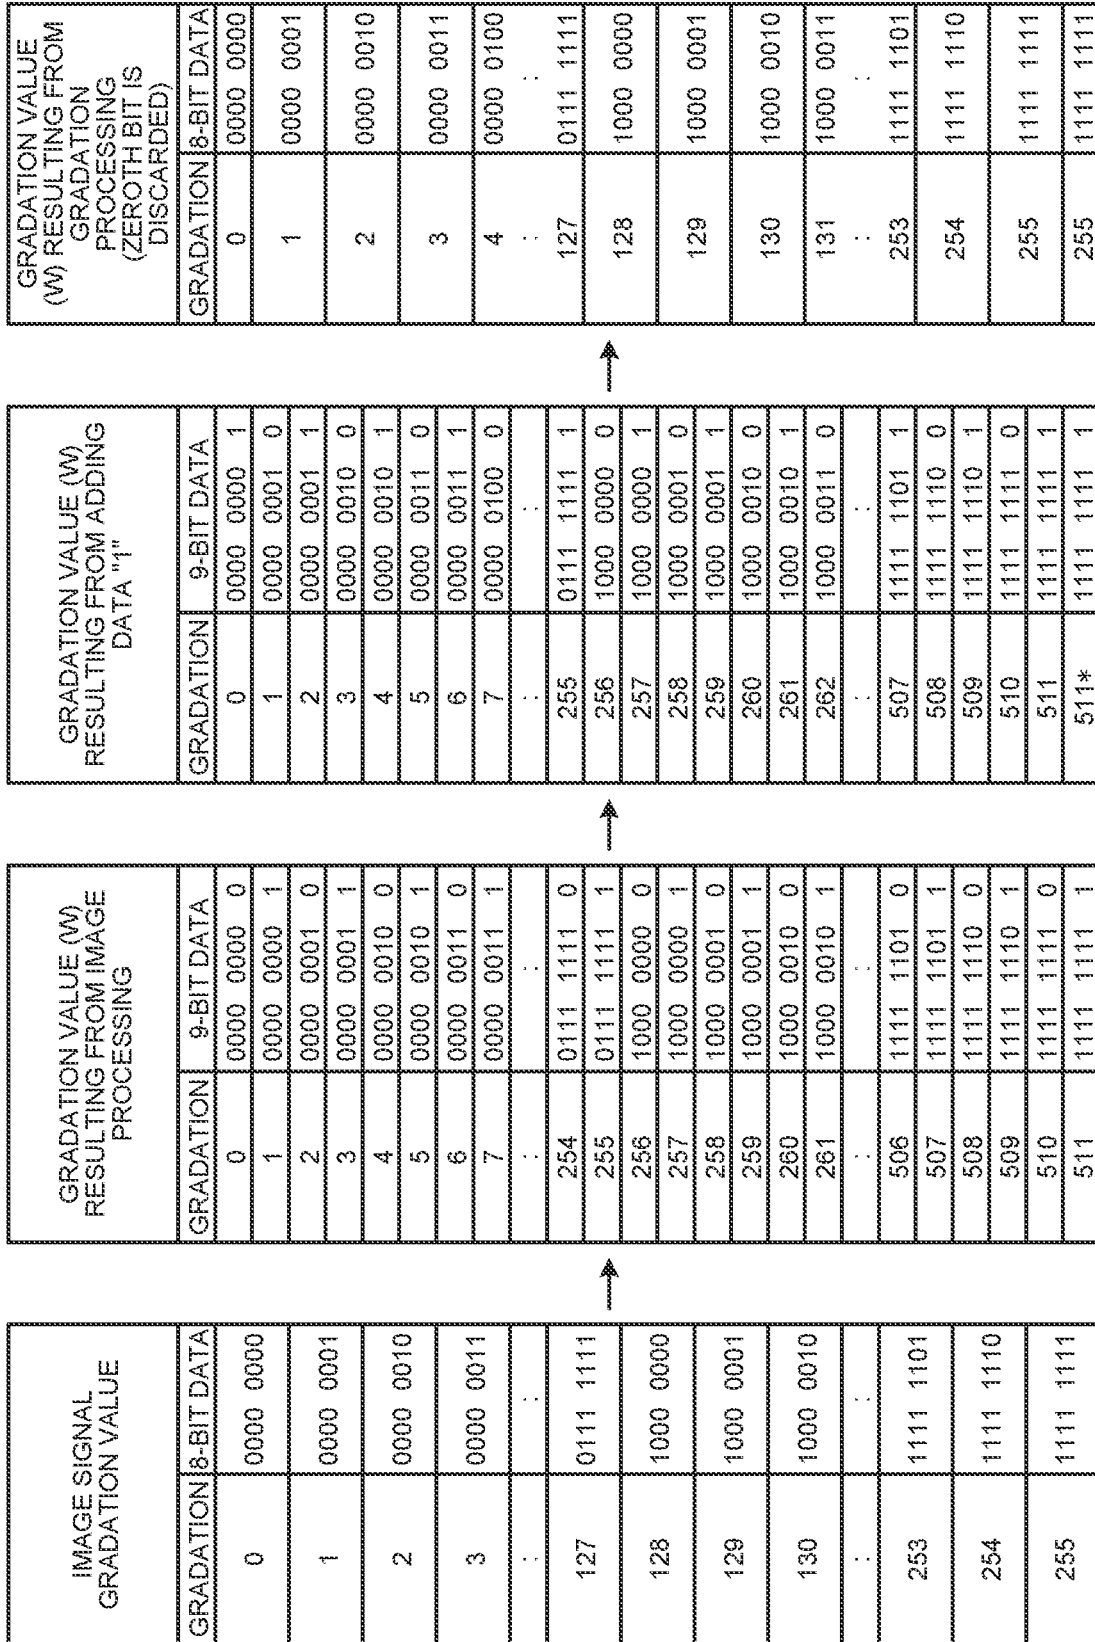 IMAGE SIGNAL
GRADATION VALUE
GRADATION 8-BIT DATA
0 0000 0000
1 0000 0001
2 0000 0010
3 0000 0011
: :
127 0111 1111
128 1000 0000
129 1000 0001
130 1000 0010
: :
253 1111 1101
254 1111 1110
255 1111 1111
→
GRADATION VALUE (W)
RESULTING FROM IMAGE
PROCESSING
GRADATION 9-BIT DATA
0 0000 0000 0
1 0000 0000 1
2 0000 0001 0
3 0000 0001 1
4 0000 0010 0
5 0000 0010 1
6 0000 0011 0
7 0000 0011 1
: :
254 0111 1111 0
255 0111 1111 1
256 1000 0000 0
257 1000 0000 1
258 1000 0001 0
259 1000 0001 1
260 1000 0010 0
261 1000 0010 1
: :
506 1111 1101 0
507 1111 1101 1
508 1111 1110 0
509 1111 1110 1
510 1111 1111 0
511 1111 1111 1
→
GRADATION VALUE (W)
RESULTING FROM ADDING
DATA "1"
GRADATION 9-BIT DATA
0 0000 0000 1
1 0000 0001 0
2 0000 0001 1
3 0000 0010 0
4 0000 0010 1
5 0000 0011 0
6 0000 0011 1
7 0000 0100 0
: :
255 0111 1111 1
256 1000 0000 0
257 1000 0000 1
258 1000 0001 0
259 1000 0001 1
260 1000 0010 0
261 1000 0010 1
262 1000 0011 0
: :
507 1111 1101 1
508 1111 1110 0
509 1111 1110 1
510 1111 1111 0
511 1111 1111 1
511* 1111 1111 1
→
GRADATION VALUE
(W) RESULTING FROM
GRADATION
PROCESSING
(ZEROTH BIT IS
DISCARDED)
GRADATION 8-BIT DATA
0 0000 0000
1 0000 0001
2 0000 0010
3 0000 0011
4 0000 0100
: :
127 0111 1111
128 1000 0000
129 1000 0001
130 1000 0010
131 1000 0011
: :
253 1111 1101
254 1111 1110
255 1111 1111
255 1111 1111